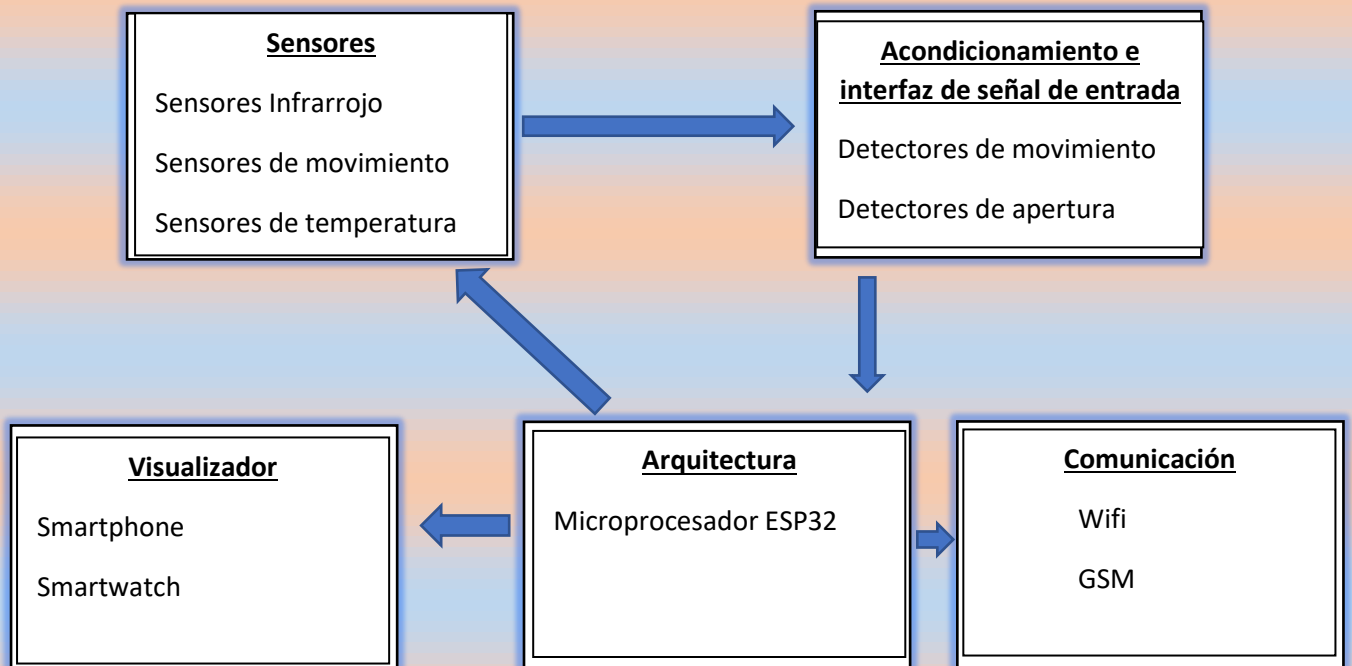 Sensores
Sensores Infrarrojo
Sensores de movimiento
Sensores de temperatura
Acondicionamiento e
interfaz de señal de entrada
Detectores de movimiento
Detectores de apertura
Visualizador
Smartphone
Smartwatch
Arquitectura
Microprocesador ESP32
Comunicación
Wifi
GSM